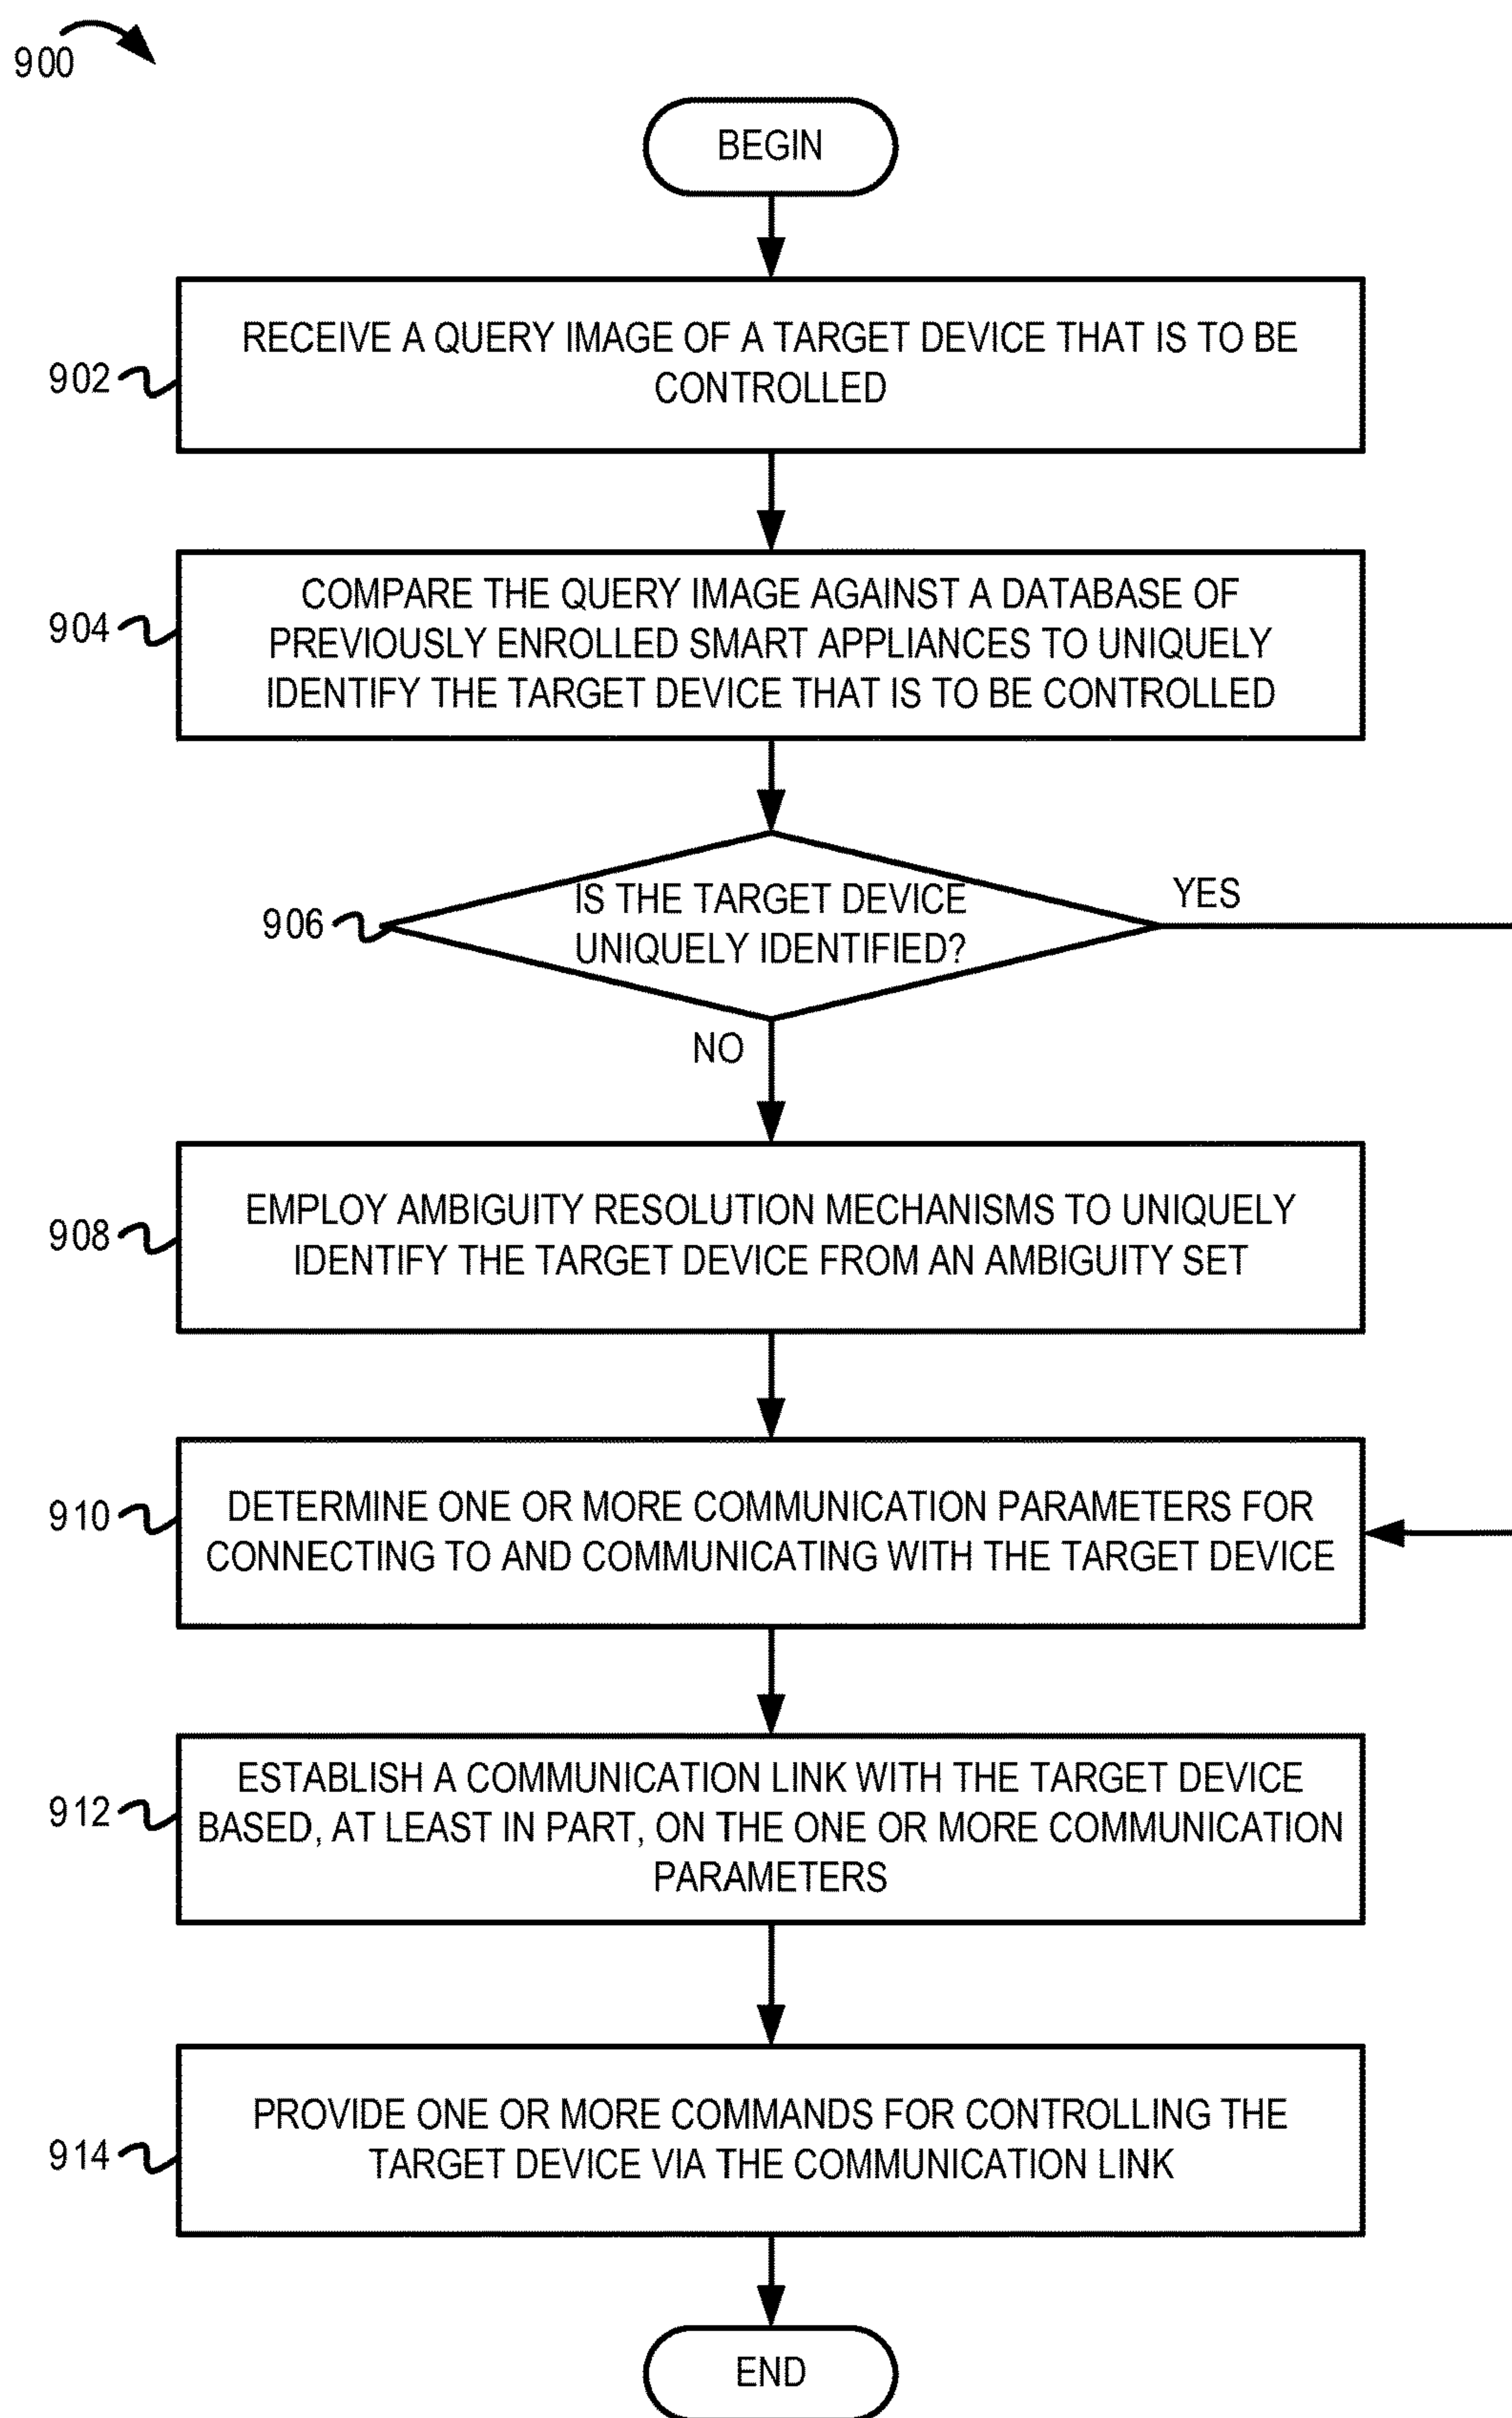 900
BEGIN
902
RECEIVE A QUERY IMAGE OF A TARGET DEVICE THAT IS TO BE
CONTROLLED
904
COMPARE THE QUERY IMAGE AGAINST A DATABASE OF
PREVIOUSLY ENROLLED SMART APPLIANCES TO UNIQUELY
IDENTIFY THE TARGET DEVICE THAT IS TO BE CONTROLLED
906
IS THE TARGET DEVICE
UNIQUELY IDENTIFIED?
YES
NO
908
EMPLOY AMBIGUITY RESOLUTION MECHANISMS TO UNIQUELY
IDENTIFY THE TARGET DEVICE FROM AN AMBIGUITY SET
910
DETERMINE ONE OR MORE COMMUNICATION PARAMETERS FOR
CONNECTING TO AND COMMUNICATING WITH THE TARGET DEVICE
912
ESTABLISH A COMMUNICATION LINK WITH THE TARGET DEVICE
BASED, AT LEAST IN PART, ON THE ONE OR MORE COMMUNICATION
PARAMETERS
914
PROVIDE ONE OR MORE COMMANDS FOR CONTROLLING THE
TARGET DEVICE VIA THE COMMUNICATION LINK
END